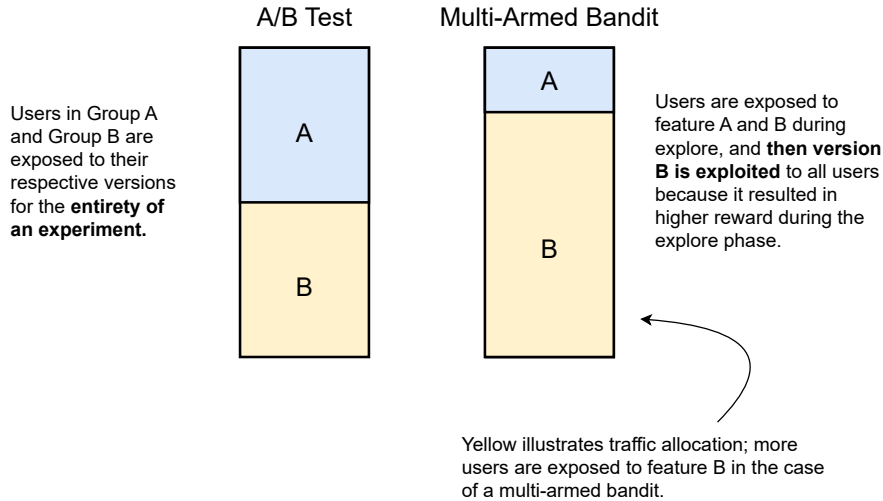 A/B Test
Multi-Armed Bandit
Users in Group A
and Group B are
exposed to their
respective versions
for the entirety of
an experiment.
A
B
A
B
Users are exposed to
feature A and B during
explore, and then version
B is exploited to all users
because it resulted in
higher reward during the
explore phase.
Yellow illustrates traffic allocation; more
users are exposed to feature B in the case
of a multi-armed bandit.